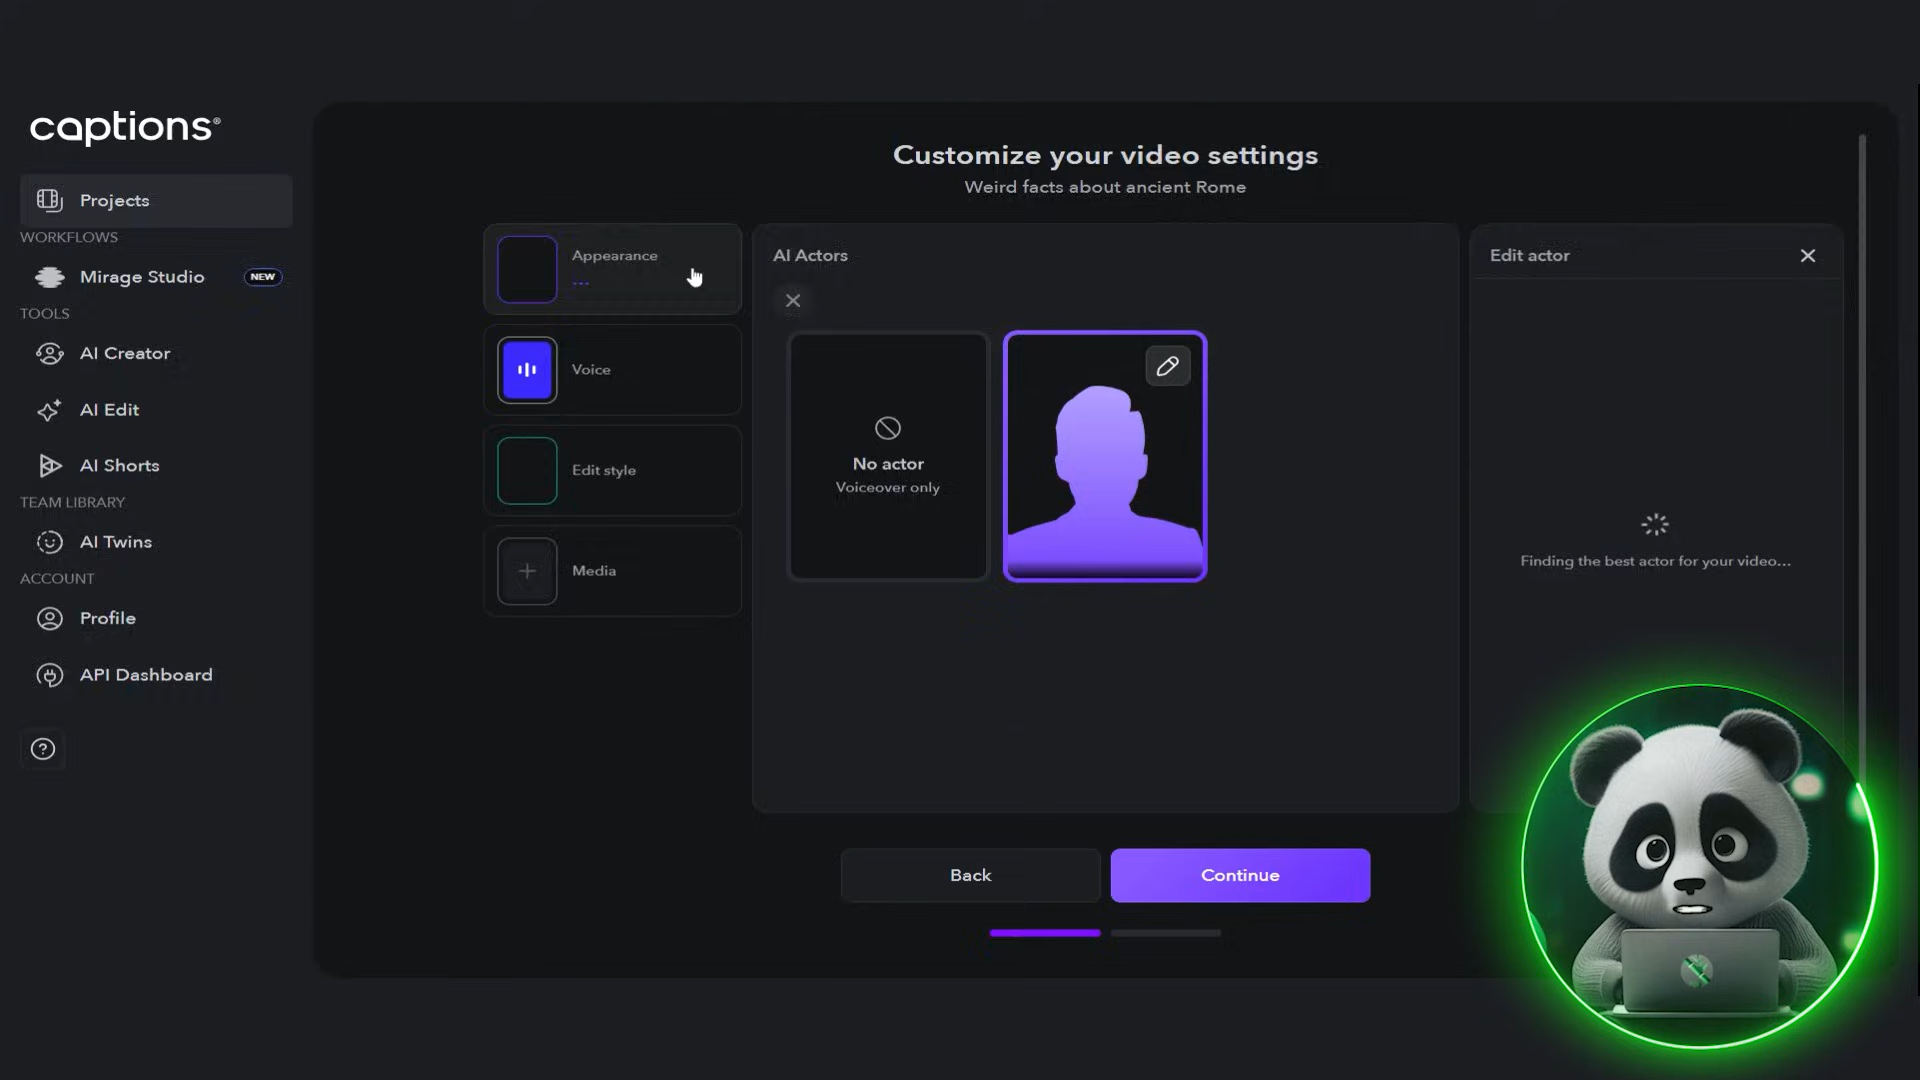 captions®
Projects
WORKFLOWS
Mirage Studio NEW
TOOLS
AI Creator
AI Edit
AI Shorts
TEAM LIBRARY
AI Twins
ACCOUNT
Profile
API Dashboard
Customize your video settings
Weird facts about ancient Rome
Appearance
...
Voice
Edit style
Media
AI Actors
No actor
Voiceover only
Edit actor
Finding the best actor for your video...
Back
Continue